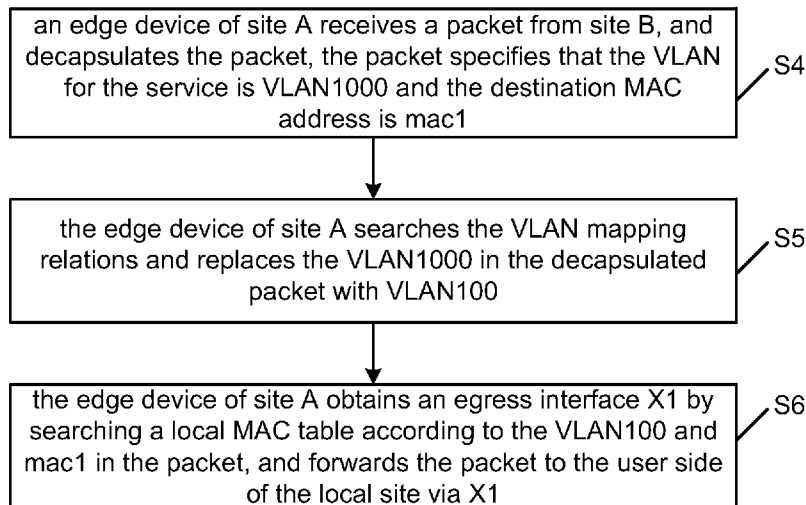 an edge device of site A receives a packet from site B, and
decapsulates the packet, the packet specifies that the VLAN
for the service is VLAN1000 and the destination MAC
address is mac1
S4
the edge device of site A searches the VLAN mapping
relations and replaces the VLAN1000 in the decapsulated
packet with VLAN100
S5
the edge device of site A obtains an egress interface X1 by
searching a local MAC table according to the VLAN100 and
mac1 in the packet, and forwards the packet to the user side
of the local site via X1
S6